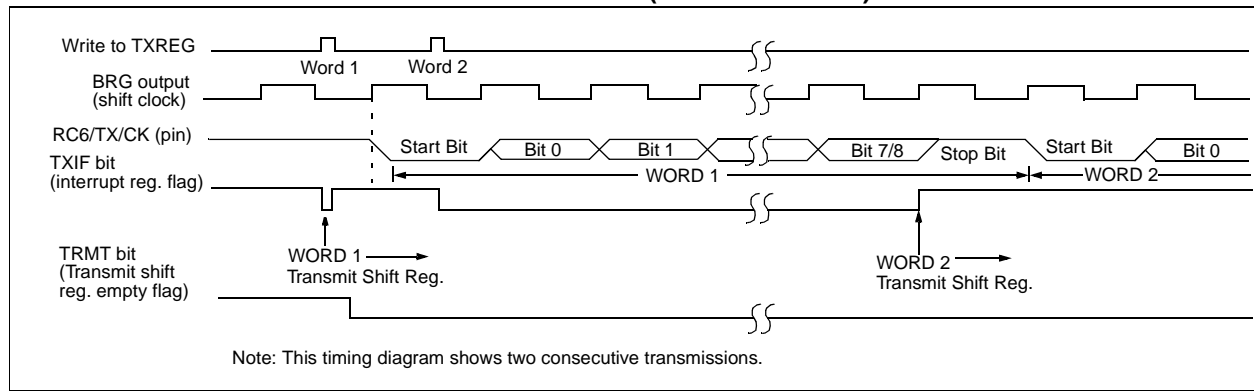 Write to TXREG
Word 1
Word 2
BRG output
(shift clock)
RC6/TX/CK (pin)
Start Bit
Bit 0
Bit 1
Bit 7/8
Stop Bit
Start Bit
Bit 0
TXIF bit
(interrupt reg. flag)
WORD 1
WORD 2
WORD 1
Transmit Shift Reg.
WORD 2
Transmit Shift Reg.
TRMT bit
(Transmit shift
reg. empty flag)
Note: This timing diagram shows two consecutive transmissions.